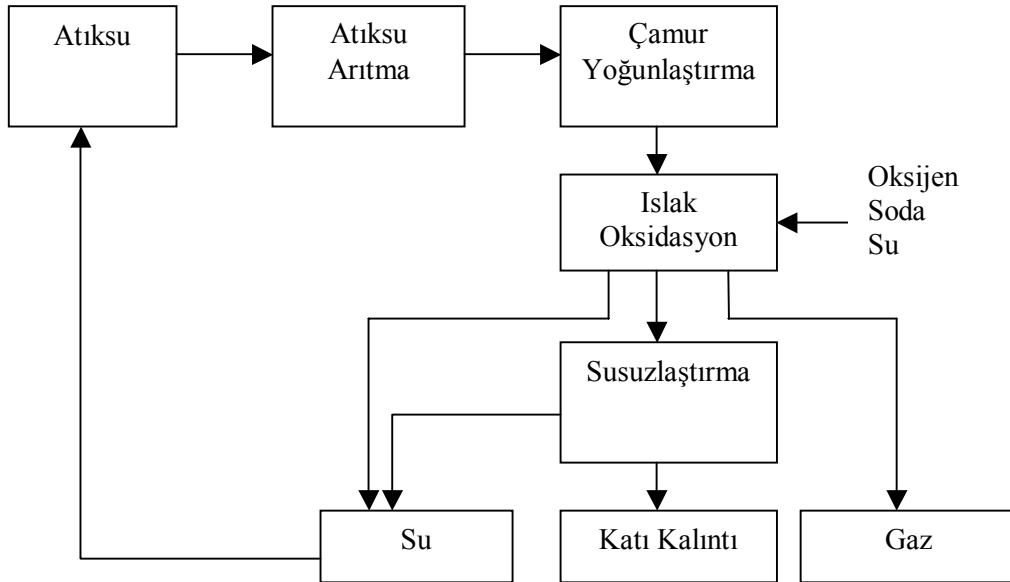 Atıksu
Atıksu
Arıtma
Çamur
Yoğunlaştırma
Islak
Oksidasyon
Oksijen
Soda
Su
Susuzlaştırma
Su
Katı Kalıntı
Gaz